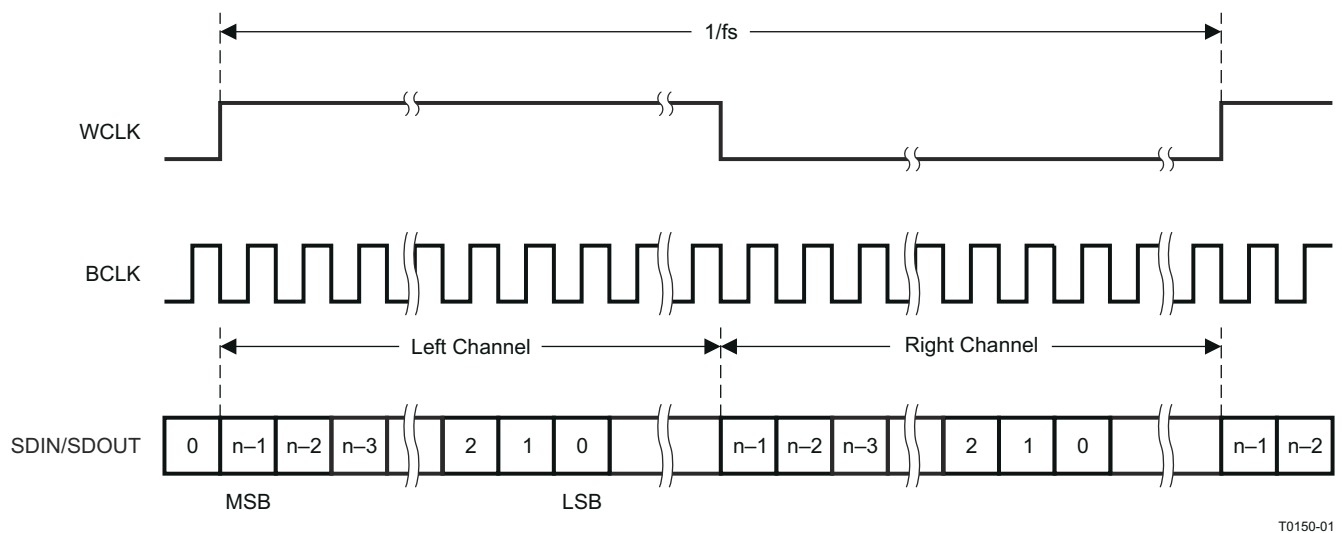 1/fs
WCLK
BCLK
Left Channel Right Channel
SDIN/SDOUT 0 n–1 n–2 n–3 2 1 0 n–1 n–2 n–3 2 1 0 n–1 n–2
MSB LSB
T0150-01